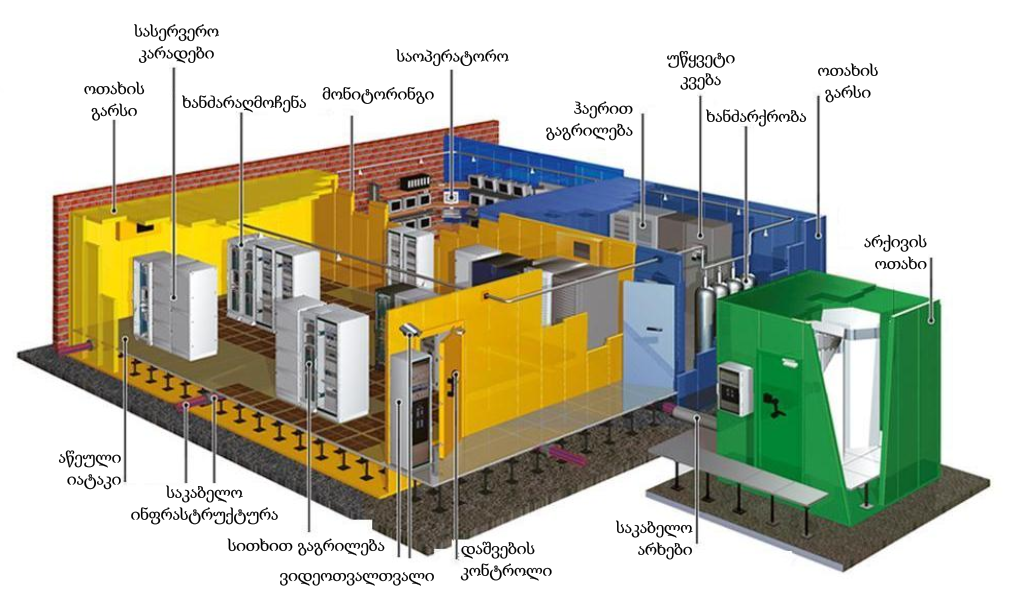 სასერვერო
კარადები
საოპერატორო
უწყვეტი
კვება
ოთახის
გარსი
ოთახის
გარსი
ხანძარაღმოჩენა
მონიტორინგი
ჰაერით
გაგრილება
ხანძარქრობა
არქივის
ოთახი
აწეული
იატაკი
საკაბელო
ინფრასტრუქტურა
სითხით გაგრილება
ვიდეოთვალთვალი
დაშვების
კონტროლი
საკაბელო
არხები